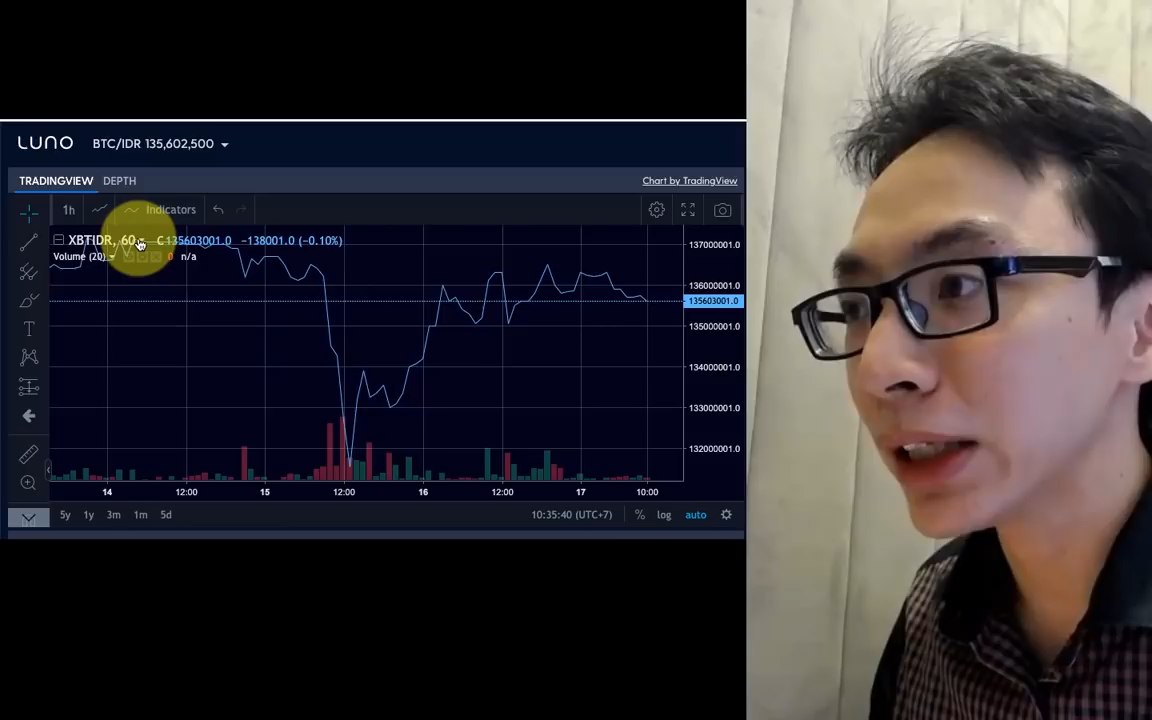 LUNO BTC/IDR 135,602,500
TRADINGVIEW DEPTH Chart by TradingView
1h Indicators
XBTIDR, 60 C135603001.0 −138001.0 (−0.10%)
Volume (20) 0 n/a
137000001.0
136000001.0
135603001.0
135000001.0
134000001.0
133000001.0
132000001.0
14 12:00 15 12:00 16 12:00 17 10:00
5y 1y 3m 1m 5d 10:35:40 (UTC+7) % log auto